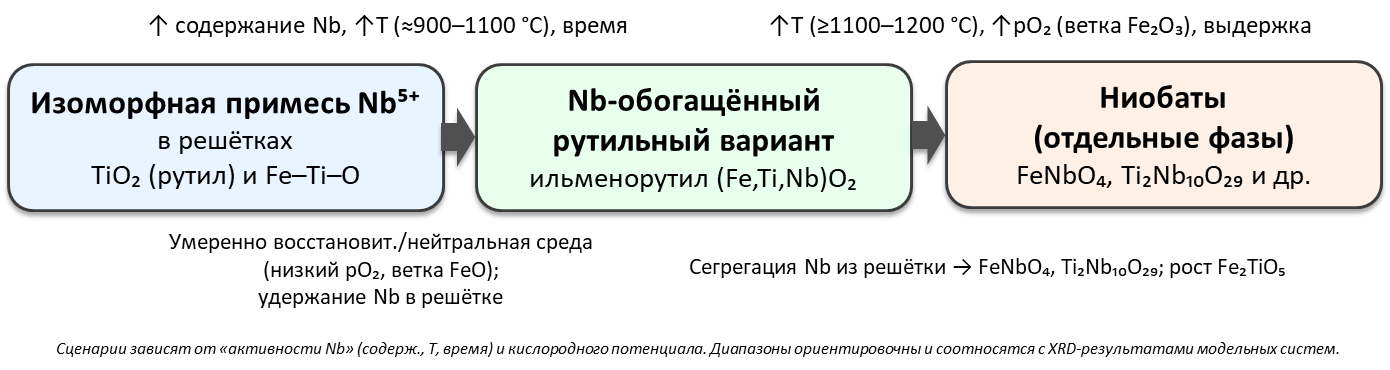 ↑ содержание Nb, ↑T (≈900–1100 °C), время
↑T (≥1100–1200 °C), ↑pO₂ (ветка Fe₂O₃), выдержка
Изоморфная примесь Nb⁵⁺
в решётках
TiO₂ (рутил) и Fe–Ti–O
Nb-обогащённый
рутильный вариант
ильменорутил (Fe,Ti,Nb)O₂
Ниобаты
(отдельные фазы)
FeNbO₄, Ti₂Nb₁₀O₂₉ и др.
Умеренно восстановит./нейтральная среда
(низкий pO₂, ветка FeO);
удержание Nb в решётке
Сегрегация Nb из решётки → FeNbO₄, Ti₂Nb₁₀O₂₉; рост Fe₂TiO₅
Сценарии зависят от «активности Nb» (содерж., T, время) и кислородного потенциала. Диапазоны ориентировочны и соотносятся с XRD-результатами модельных систем.